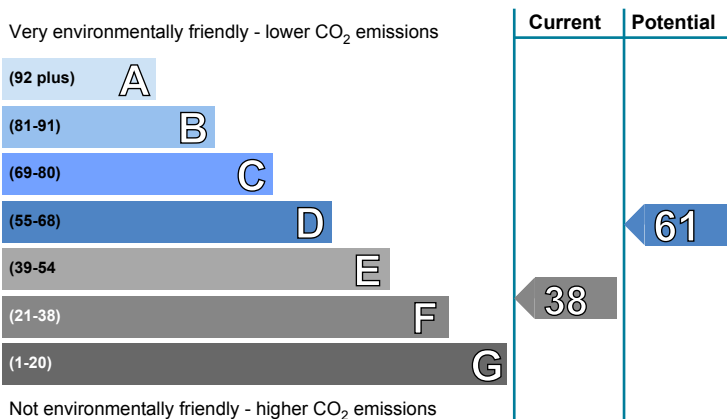 Very environmentally friendly - lower CO2 emissions
Current
Potential
(92 plus) A
(81-91) B
(69-80) C
(55-68) D
61
(39-54 E
38
(21-38) F
(1-20) G
Not environmentally friendly - higher CO2 emissions